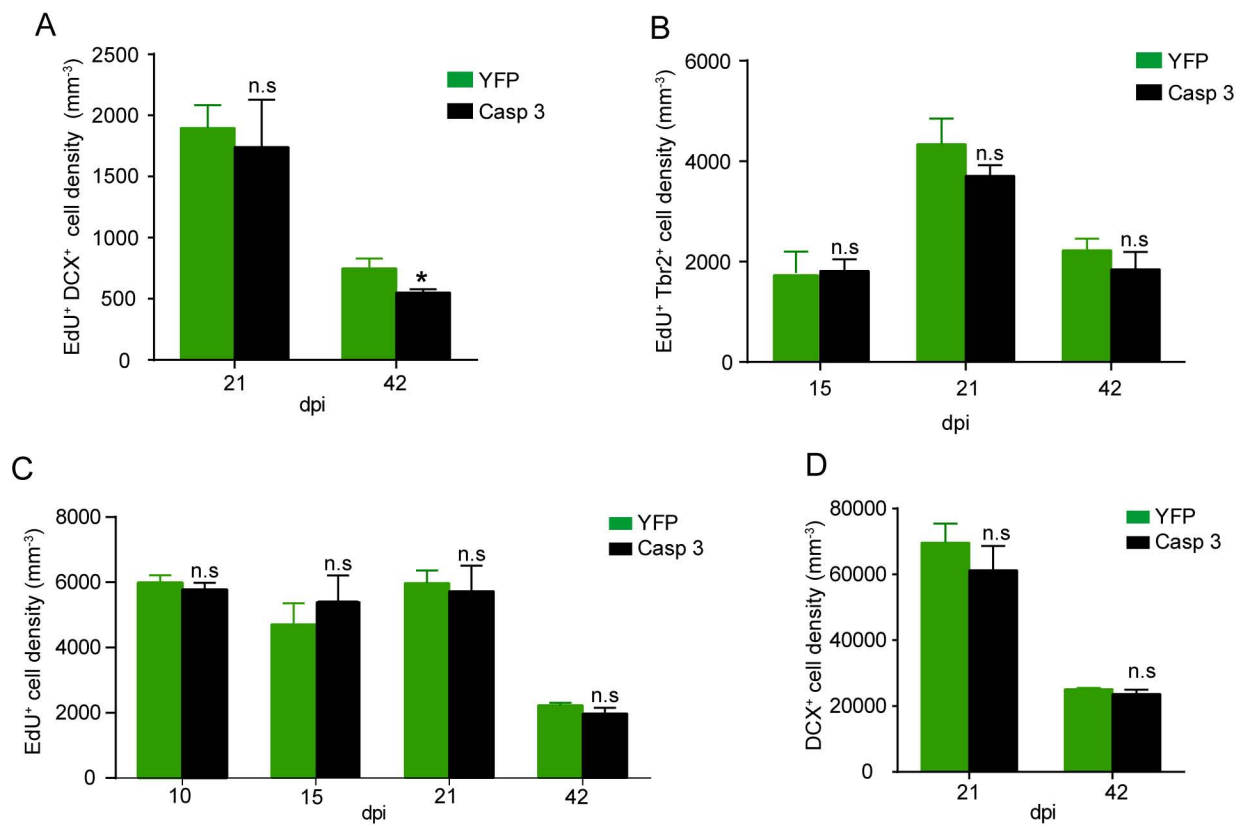 A
EdU⁺ DCX⁺ cell density (mm⁻³)
2500
2000
1500
1000
500
0
n.s
*
YFP
Casp 3
21 42
dpi
B
EdU⁺ Tbr2⁺ cell density (mm⁻³)
6000
4000
2000
0
n.s
n.s
n.s
YFP
Casp 3
15 21 42
dpi
C
EdU⁺ cell density (mm⁻³)
8000
6000
4000
2000
0
n.s
n.s
n.s
n.s
YFP
Casp 3
10 15 21 42
dpi
D
DCX⁺ cell density (mm⁻³)
80000
60000
40000
20000
0
n.s
n.s
YFP
Casp 3
21 42
dpi